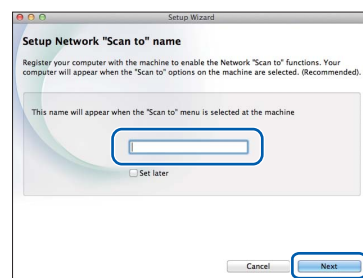 Setup Wizard
Setup Network "Scan to" name
Register your computer with the machine to enable the Network "Scan to" functions. Your
computer will appear when the "Scan to" options on the machine are selected. (Recommended).
This name will appear when the "Scan to" menu is selected at the machine
Set later
Cancel
Next